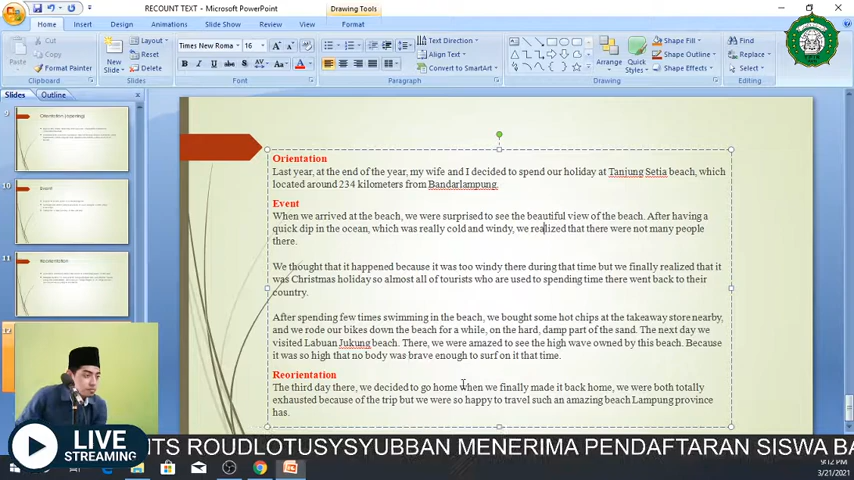 RECOUNT TEXT - Microsoft PowerPoint
Drawing Tools
Home Insert Design Animations Slide Show Review View Format
Paste Cut Copy Format Painter Clipboard
New Slide Layout Reset Delete Slides
Times New Roma 16 Font
Text Direction Align Text Convert to SmartArt Paragraph
Arrange Quick Styles Shape Fill Shape Outline Drawing
Find Replace Select Editing
Slides Outline
9 Orientation (opening)
10 Event
11 Reorientation
12
Orientation
Last year, at the end of the year, my wife and I decided to spend our holiday at Tanjung Setia beach, which
located around 234 kilometers from Bandarlampung.
Event
When we arrived at the beach, we were surprised to see the beautiful view of the beach. After having a
quick dip in the ocean, which was really cold and windy, we realized that there were not many people
there.
We thought that it happened because it was too windy there during that time but we finally realized that it
was Christmas holiday so almost all of tourists who are used to spending time there went back to their
country.
After spending few times swimming in the beach, we bought some hot chips at the takeaway store nearby,
and we rode our bikes down the beach for a while, on the hard, damp part of the sand. The next day we
visited Labuan Jukung beach. There, we were amazed to see the high wave owned by this beach. Because
it was so high that no body was brave enough to surf on it that time.
Reorientation
The third day there, we decided to go home when we finally made it back home, we were both totally
exhausted because of the trip but we were so happy to travel such an amazing beach Lampung province
has.
LIVE
STREAMING
NTS ROUDLOTUSYSYUBBAN MENERIMA PENDAFTARAN SISWA BA
9:12 PM
3/21/2021